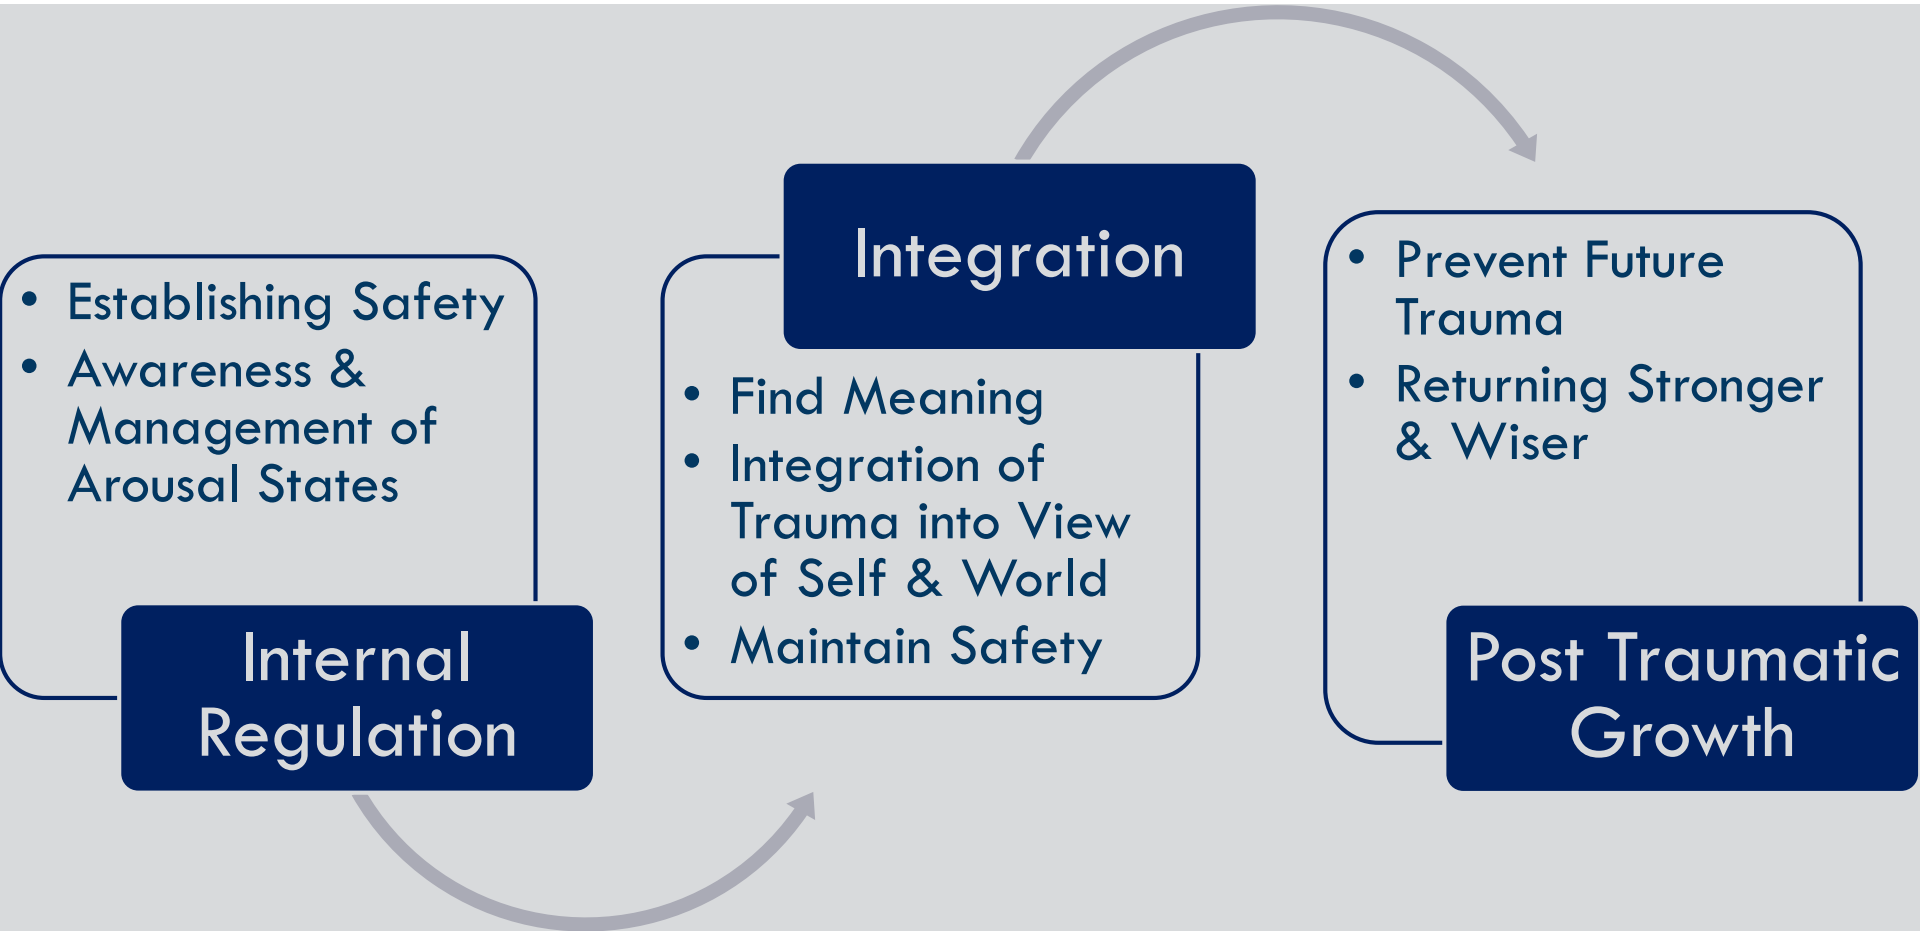 • Establishing Safety
• Awareness &
Management of
Arousal States
Internal
Regulation
Integration
• Find Meaning
• Integration of
Trauma into View
of Self & World
• Maintain Safety
• Prevent Future
Trauma
• Returning Stronger
& Wiser
Post Traumatic
Growth